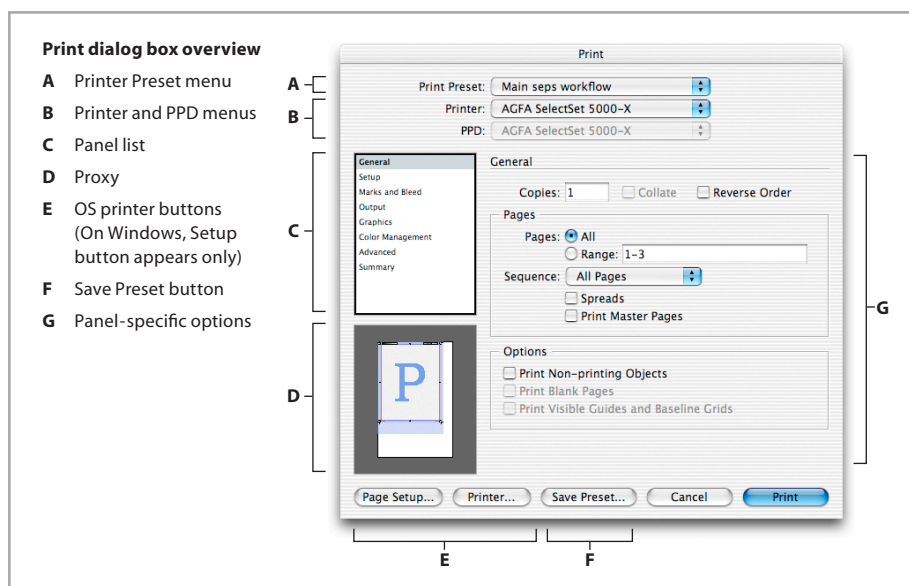 Print dialog box overview
A Printer Preset menu
B Printer and PPD menus
C Panel list
D Proxy
E OS printer buttons
(On Windows, Setup
button appears only)
F Save Preset button
G Panel-specific options
Print
A
Print Preset: Main seps workflow
B
Printer: AGFA SelectSet 5000-X
PPD: AGFA SelectSet 5000-X
C
General
Setup
Marks and Bleed
Output
Graphics
Color Management
Advanced
Summary
General
Copies: 1 Collate Reverse Order
Pages
Pages: All
Range: 1-3
Sequence: All Pages
Spreads
Print Master Pages
G
D
P
Options
Print Non-printing Objects
Print Blank Pages
Print Visible Guides and Baseline Grids
Page Setup... Printer... Save Preset... Cancel Print
E F